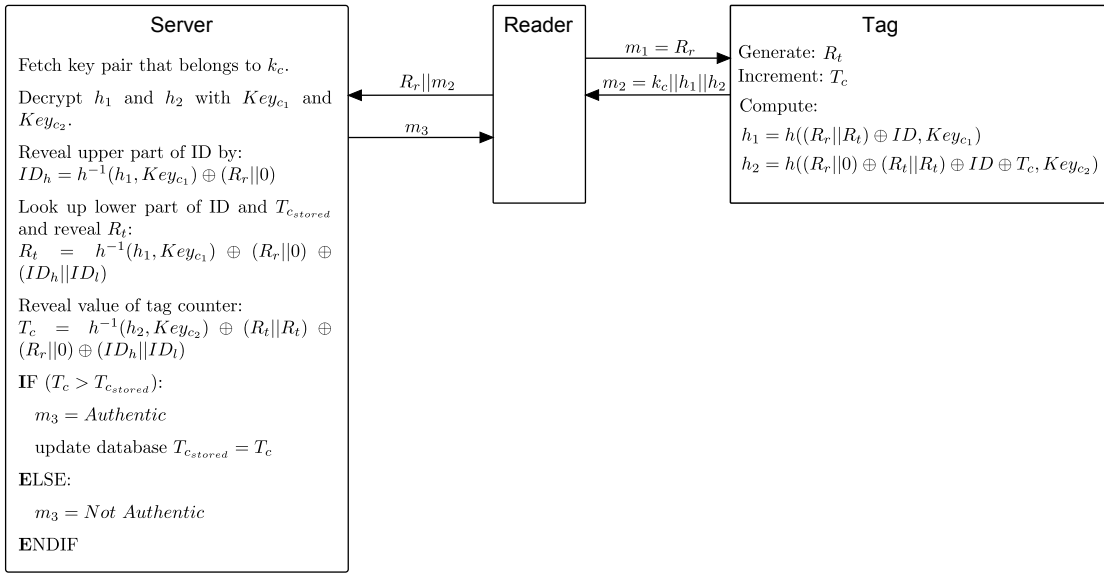 Server
Fetch key pair that belongs to k_c.
Decrypt h_1 and h_2 with Key_{c_1} and
Key_{c_2}.
Reveal upper part of ID by:
ID_h = h^{-1}(h_1, Key_{c_1}) ⊕ (R_r||0)
Look up lower part of ID and T_{c_{stored}}
and reveal R_t:
R_t = h^{-1}(h_1, Key_{c_1}) ⊕ (R_r||0) ⊕
(ID_h||ID_l)
Reveal value of tag counter:
T_c = h^{-1}(h_2, Key_{c_2}) ⊕ (R_t||R_t) ⊕
(R_r||0) ⊕ (ID_h||ID_l)
IF (T_c > T_{c_{stored}}):
m_3 = Authentic
update database T_{c_{stored}} = T_c
ELSE:
m_3 = Not Authentic
ENDIF
R_r||m_2
m_3
Reader
m_1 = R_r
m_2 = k_c||h_1||h_2
Tag
Generate: R_t
Increment: T_c
Compute:
h_1 = h((R_r||R_t) ⊕ ID, Key_{c_1})
h_2 = h((R_r||0) ⊕ (R_t||R_t) ⊕ ID ⊕ T_c, Key_{c_2})